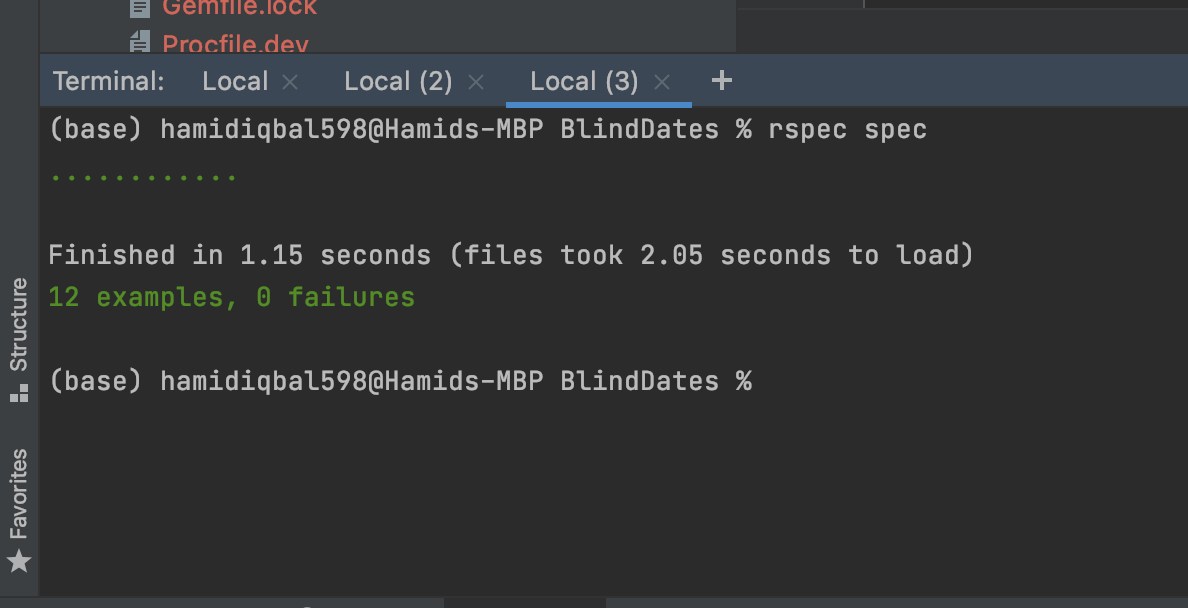 Gemfile.lock
Procfile.dev
Terminal: Local × Local (2) × Local (3) × +
(base) hamidiqbal598@Hamids-MBP BlindDates % rspec spec
............
Finished in 1.15 seconds (files took 2.05 seconds to load)
12 examples, 0 failures
(base) hamidiqbal598@Hamids-MBP BlindDates %
Structure
Favorites